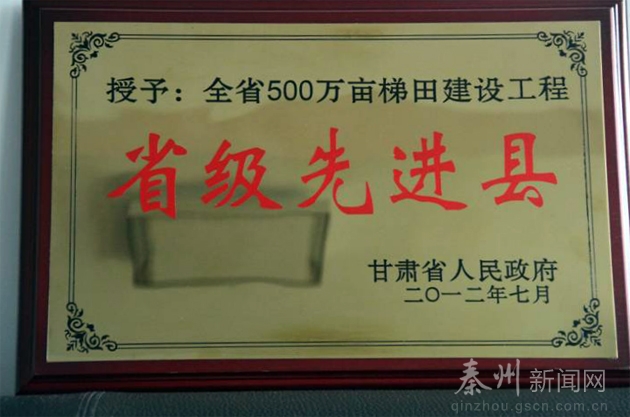 授予：全省500万亩梯田建设工程
省级先进县
甘肃省人民政府
二〇一二年七月
秦州新闻网
qinzhou.gscn.com.cn